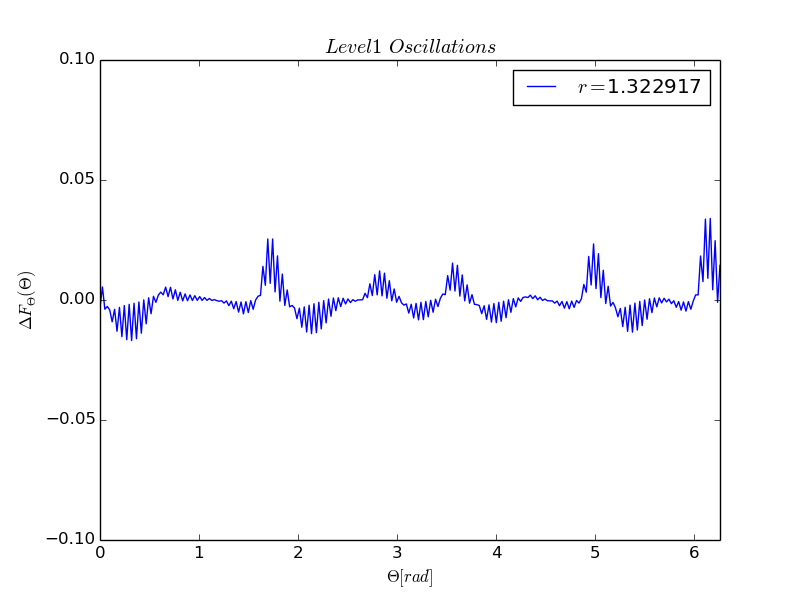 Level1 Oscillations
r=1.322917
0.10
0.05
0.00
−0.05
−0.10
ΔF_Θ(Θ)
0 1 2 3 4 5 6
Θ[rad]